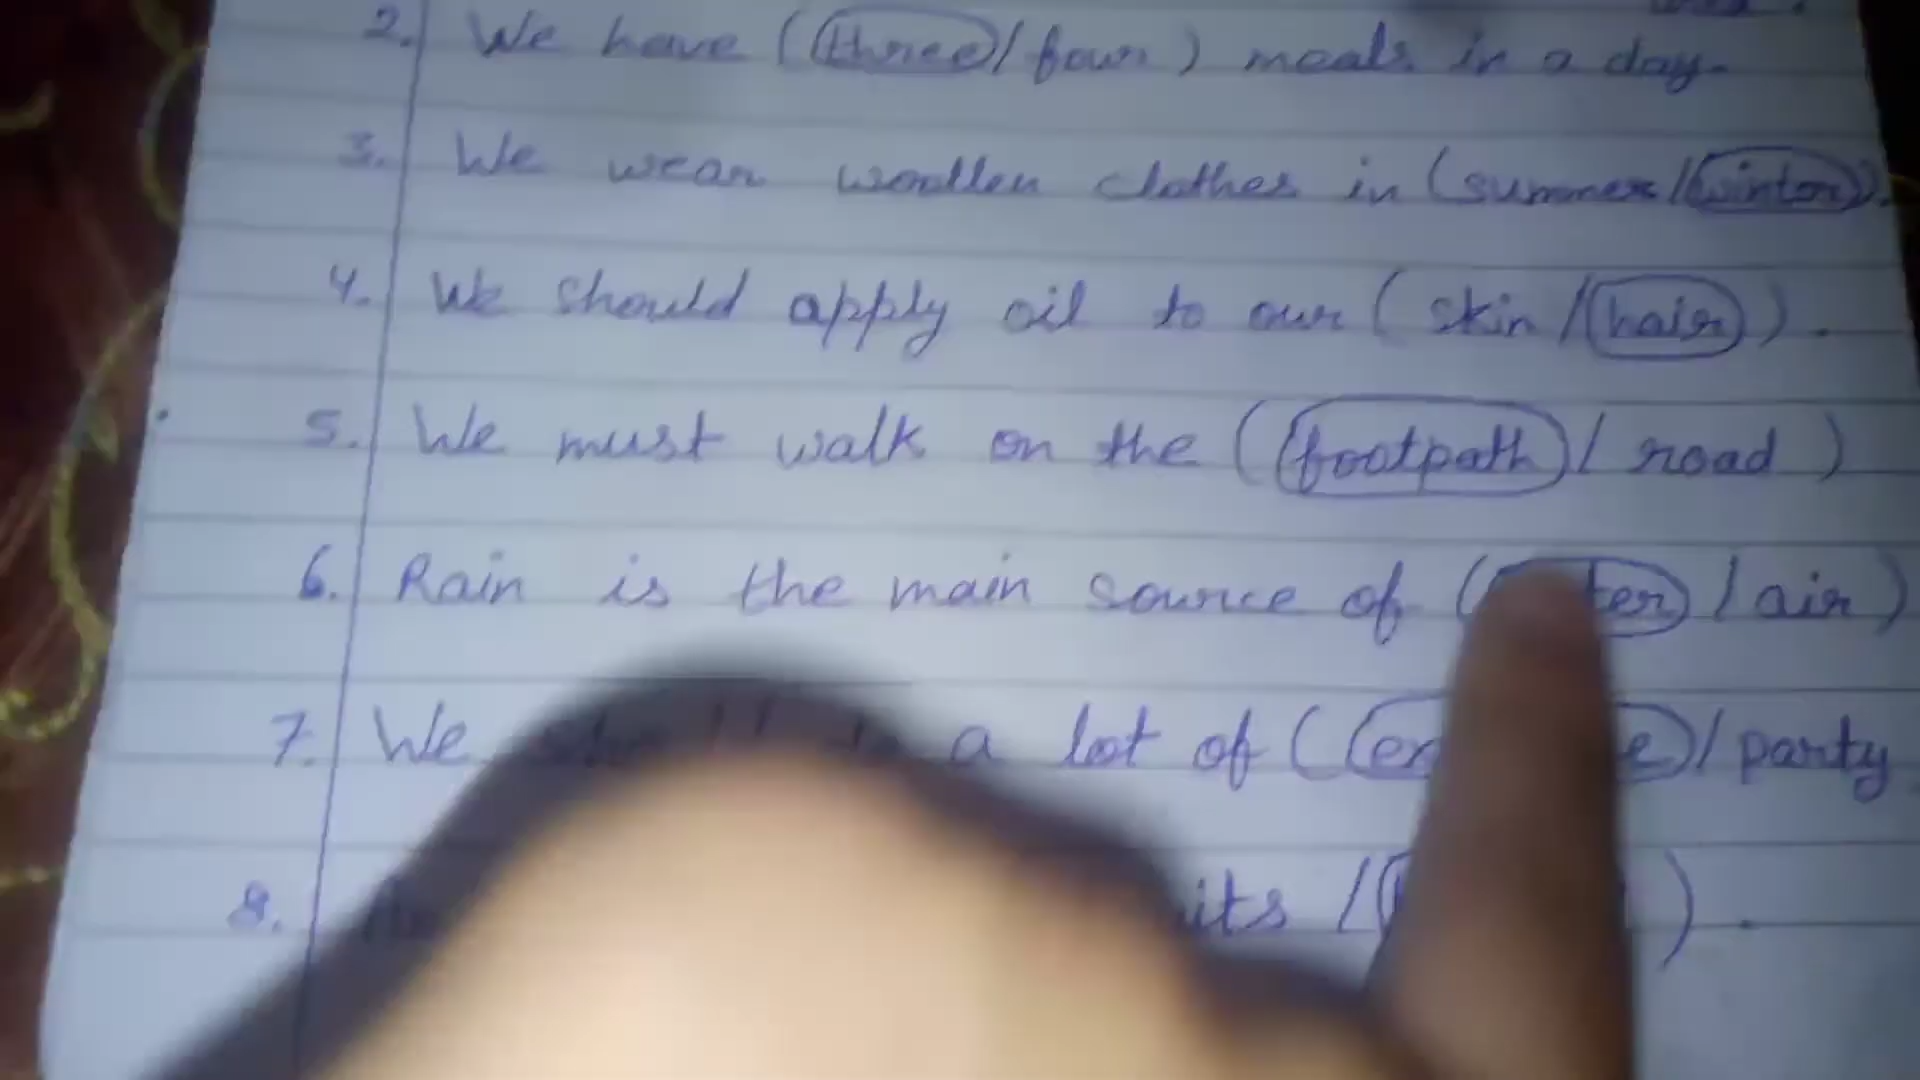 2. We have (three/four) meals in a day.
3. We wear woollen clothes in (summer/winter).
4. We should apply oil to our (skin/hair).
5. We must walk on the (footpath/road)
6. Rain is the main source of (ter/air)
7. We a lot of (/party
8. its / ).